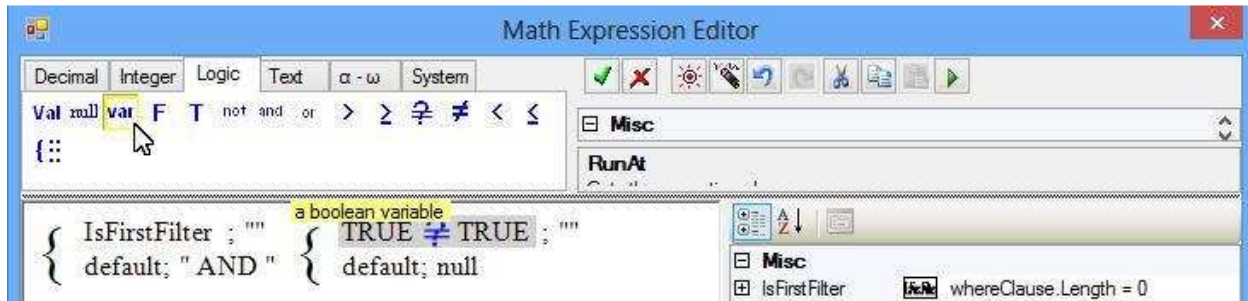 Math Expression Editor
Decimal Integer Logic Text α - ω System
Val null var F T not and or > ≥ = ≠ < ≤
{::
Misc
RunAt
a boolean variable
IsFirstFilter ; "" TRUE ≠ TRUE ; ""
default; " AND " default; null
Misc
IsFirstFilter whereClause.Length = 0